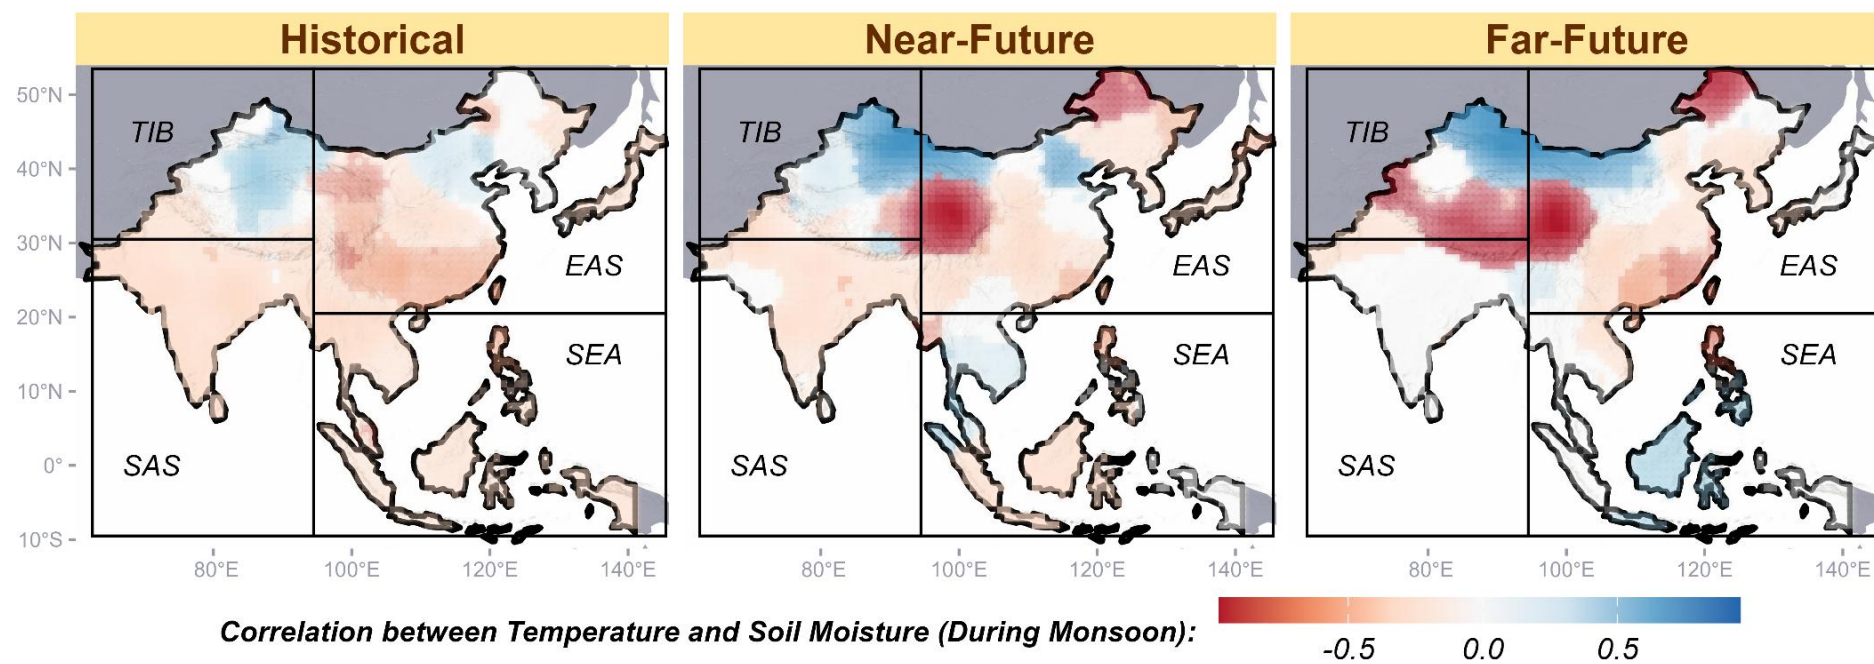 Historical
Near-Future
Far-Future
50°N
40°N
30°N
20°N
10°N
0°
10°S
TIB
EAS
SEA
SAS
TIB
EAS
SEA
SAS
TIB
EAS
SEA
SAS
80°E 100°E 120°E 140°E
80°E 100°E 120°E 140°E
80°E 100°E 120°E 140°E
Correlation between Temperature and Soil Moisture (During Monsoon):
-0.5 0.0 0.5